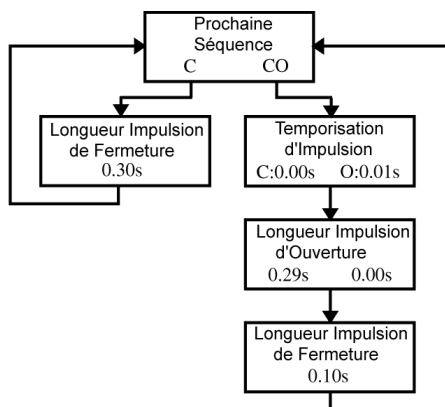 Prochaine
Séquence
C CO
Longueur Impulsion
de Fermeture
0.30s
Temporisation
d'Impulsion
C:0.00s O:0.01s
Longueur Impulsion
d'Ouverture
0.29s 0.00s
Longueur Impulsion
de Fermeture
0.10s